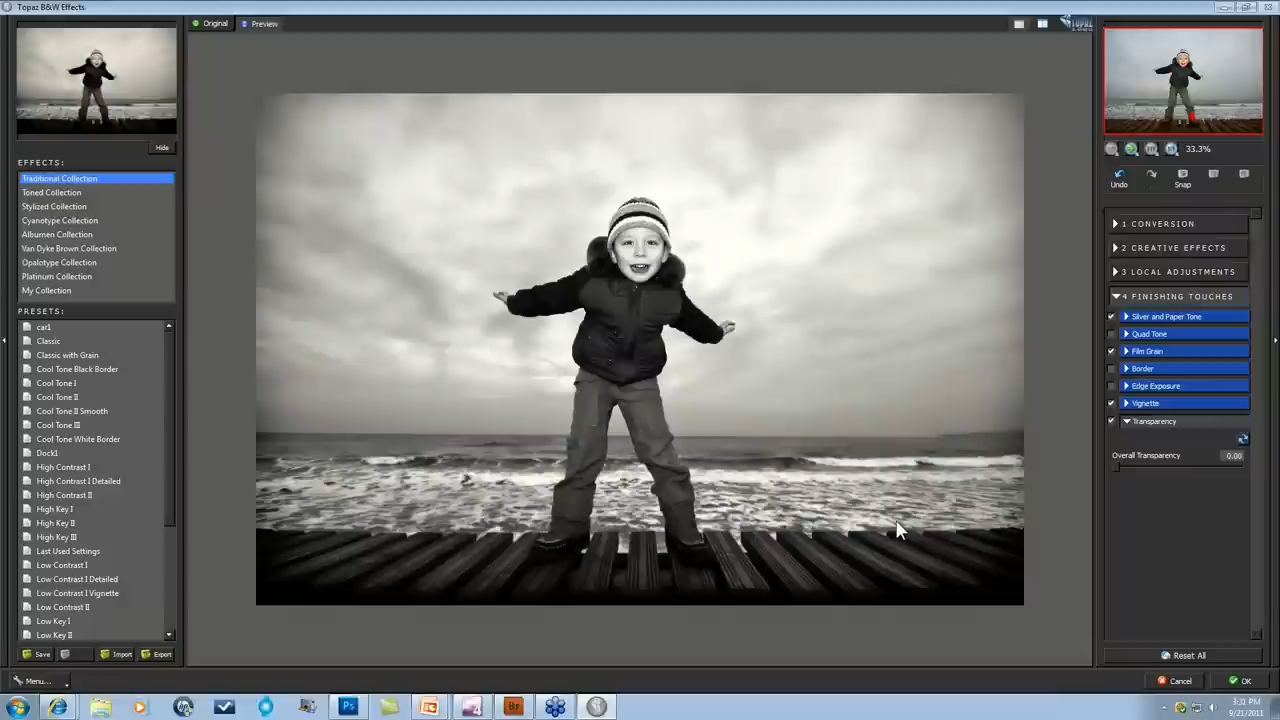 Topaz B&W Effects
Original
Preview
TOPAZ
Hide
EFFECTS:
Traditional Collection
Toned Collection
Stylized Collection
Cyanotype Collection
Albumen Collection
Van Dyke Brown Collection
Opalotype Collection
Platinum Collection
My Collection
PRESETS:
car1
Classic
Classic with Grain
Cool Tone Black Border
Cool Tone I
Cool Tone II
Cool Tone II Smooth
Cool Tone III
Cool Tone White Border
Dock1
High Contrast I
High Contrast I Detailed
High Contrast II
High Key I
High Key II
High Key III
Last Used Settings
Low Contrast I
Low Contrast I Detailed
Low Contrast I Vignette
Low Contrast II
Low Key I
Low Key II
Save
Import
Export
Menu...
33.3%
Undo
Snap
1 CONVERSION
2 CREATIVE EFFECTS
3 LOCAL ADJUSTMENTS
4 FINISHING TOUCHES
Silver and Paper Tone
Quad Tone
Film Grain
Border
Edge Exposure
Vignette
Transparency
Overall Transparency 0.00
Reset All
Cancel
OK
Ps
Br
3:31 PM
9/21/2011